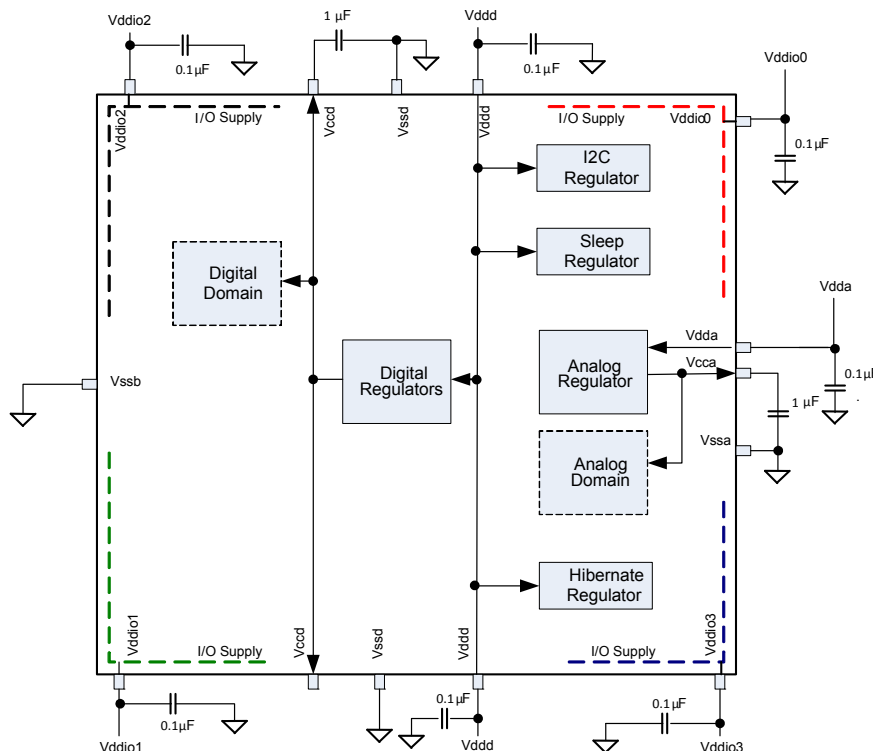 Vddio2
0.1µF
1 µF
Vddd
0.1µF
Vddio0
0.1µF
Vddio2
I/O Supply
Vccd
Vssd
Vddd
I/O Supply
Vddio0
I2C
Regulator
Sleep
Regulator
Digital
Domain
Vdda
Vdda
Digital
Regulators
Analog
Regulator
Vcca
0.1µF
1 µF
Vssb
Vssa
Analog
Domain
Hibernate
Regulator
Vddio1
I/O Supply
Vccd
Vssd
Vddd
I/O Supply
Vddio3
0.1µF
Vddio1
0.1µF
Vddd
0.1µF
Vddio3